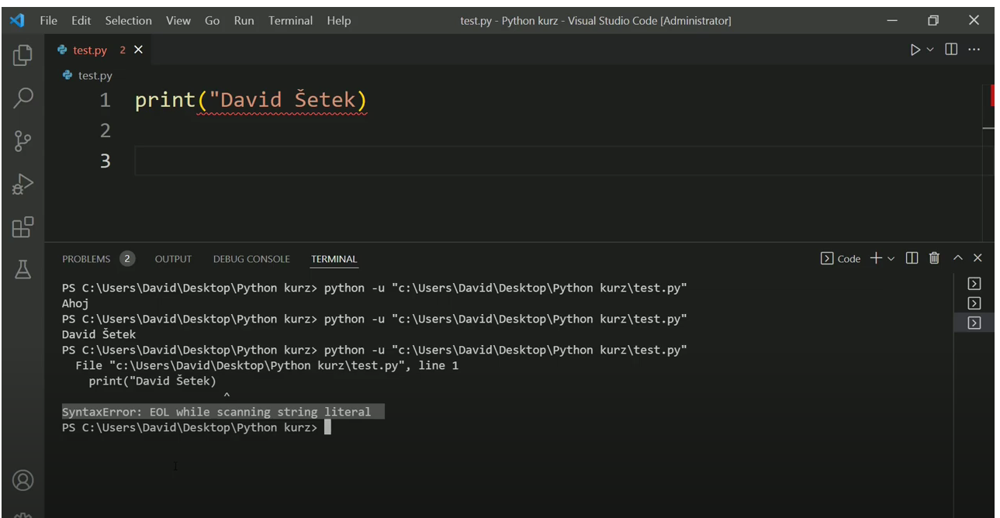 File Edit Selection View Go Run Terminal Help test.py - Python kurz - Visual Studio Code [Administrator]
test.py 2
test.py
1 print("David Šetek)
2
3
PROBLEMS 2 OUTPUT DEBUG CONSOLE TERMINAL Code
PS C:\Users\David\Desktop\Python kurz> python -u "c:\Users\David\Desktop\Python kurz\test.py"
Ahoj
PS C:\Users\David\Desktop\Python kurz> python -u "c:\Users\David\Desktop\Python kurz\test.py"
David Šetek
PS C:\Users\David\Desktop\Python kurz> python -u "c:\Users\David\Desktop\Python kurz\test.py"
File "c:\Users\David\Desktop\Python kurz\test.py", line 1
print("David Šetek)
^
SyntaxError: EOL while scanning string literal
PS C:\Users\David\Desktop\Python kurz>